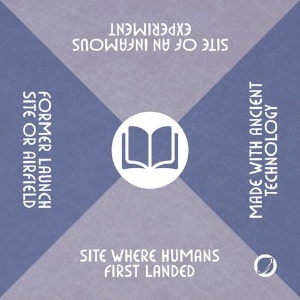 SITE OF AN INFAMOUS
EXPERIMENT
FORMER LAUNCH
SITE OR AIRFIELD
MADE WITH ANCIENT
TECHNOLOGY
SITE WHERE HUMANS
FIRST LANDED